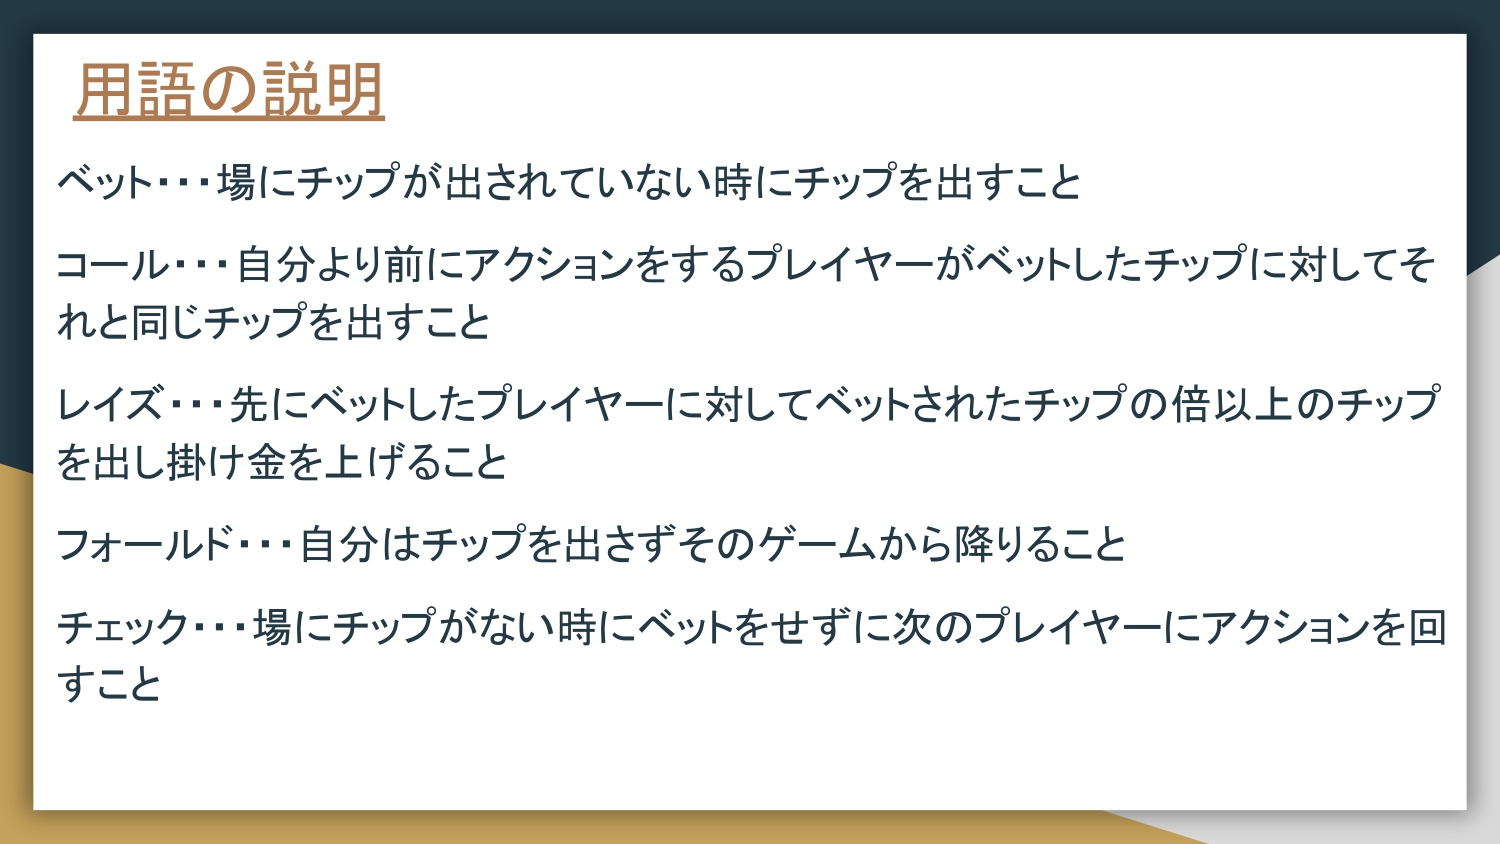 用語の説明
ベット・・・場にチップが出されていない時にチップを出すこと
コール・・・自分より前にアクションをするプレイヤーがベットしたチップに対してそ
れと同じチップを出すこと
レイズ・・・先にベットしたプレイヤーに対してベットされたチップの倍以上のチップ
を出し掛け金を上げること
フォールド・・・自分はチップを出さずそのゲームから降りること
チェック・・・場にチップがない時にベットをせずに次のプレイヤーにアクションを回
すこと